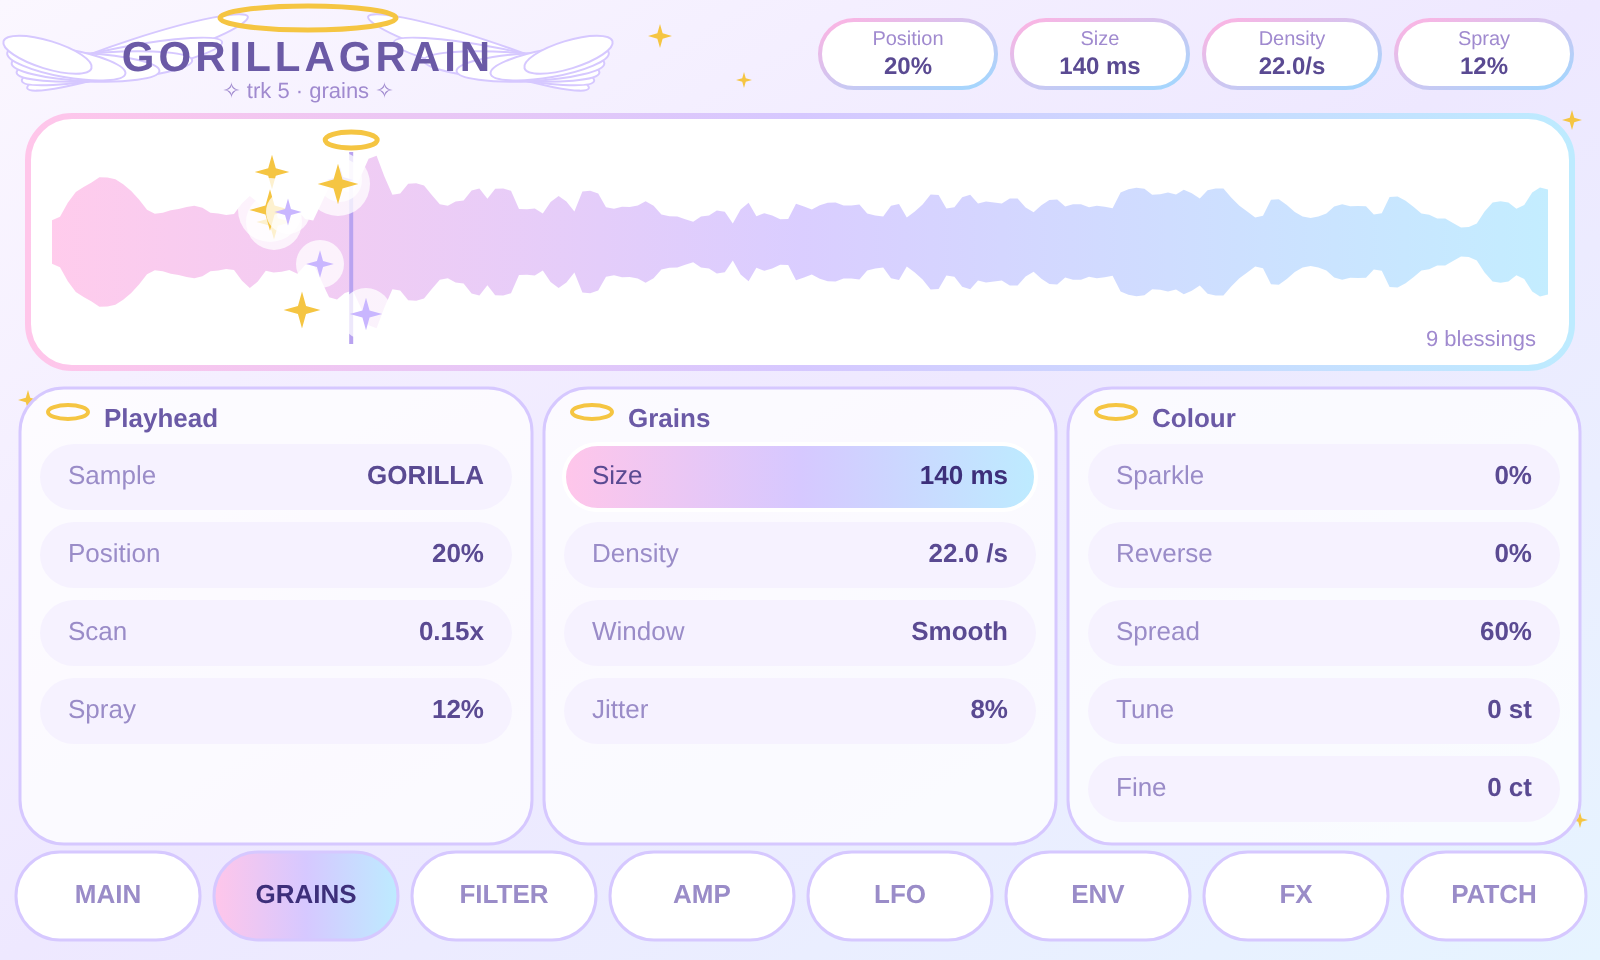 GORILLAGRAIN
✧ trk 5 · grains ✧
Position
20%
Size
140 ms
Density
22.0/s
Spray
12%
9 blessings
Playhead
Sample GORILLA
Position 20%
Scan 0.15x
Spray 12%
Grains
Size 140 ms
Density 22.0 /s
Window Smooth
Jitter 8%
Colour
Sparkle 0%
Reverse 0%
Spread 60%
Tune 0 st
Fine 0 ct
MAIN GRAINS FILTER AMP LFO ENV FX PATCH